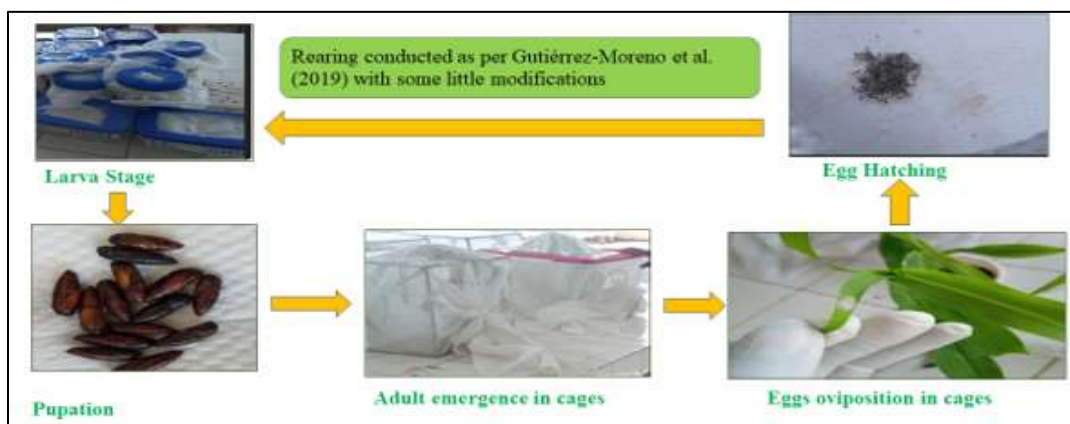 Rearing conducted as per Gutiérrez-Moreno et al.
(2019) with some little modifications
Larva Stage
Egg Hatching
Pupation
Adult emergence in cages
Eggs oviposition in cages